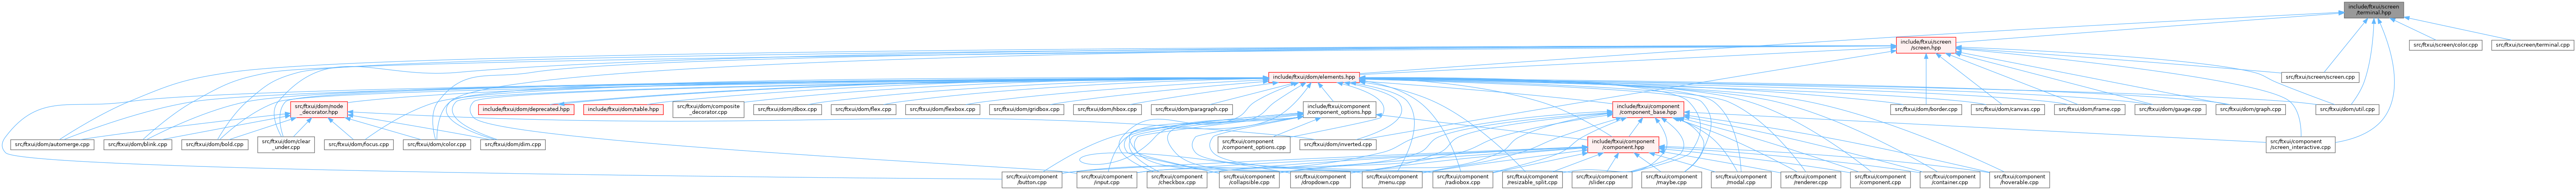 include/ftxui/screen
/terminal.hpp
include/ftxui/screen
/screen.hpp
src/ftxui/screen/color.cpp
src/ftxui/screen/terminal.cpp
include/ftxui/dom/elements.hpp
src/ftxui/screen/screen.cpp
src/ftxui/dom/node
_decorator.hpp
include/ftxui/dom/deprecated.hpp
include/ftxui/dom/table.hpp
src/ftxui/dom/composite
_decorator.cpp
src/ftxui/dom/dbox.cpp
src/ftxui/dom/flex.cpp
src/ftxui/dom/flexbox.cpp
src/ftxui/dom/gridbox.cpp
src/ftxui/dom/hbox.cpp
src/ftxui/dom/paragraph.cpp
include/ftxui/component
/component_options.hpp
include/ftxui/component
/component_base.hpp
src/ftxui/dom/border.cpp
src/ftxui/dom/canvas.cpp
src/ftxui/dom/frame.cpp
src/ftxui/dom/gauge.cpp
src/ftxui/dom/graph.cpp
src/ftxui/dom/util.cpp
src/ftxui/dom/automerge.cpp
src/ftxui/dom/blink.cpp
src/ftxui/dom/bold.cpp
src/ftxui/dom/clear
_under.cpp
src/ftxui/dom/focus.cpp
src/ftxui/dom/color.cpp
src/ftxui/dom/dim.cpp
src/ftxui/component
/component_options.cpp
src/ftxui/dom/inverted.cpp
include/ftxui/component
/component.hpp
src/ftxui/component
/screen_interactive.cpp
src/ftxui/component
/button.cpp
src/ftxui/component
/input.cpp
src/ftxui/component
/checkbox.cpp
src/ftxui/component
/collapsible.cpp
src/ftxui/component
/dropdown.cpp
src/ftxui/component
/menu.cpp
src/ftxui/component
/radiobox.cpp
src/ftxui/component
/resizable_split.cpp
src/ftxui/component
/slider.cpp
src/ftxui/component
/maybe.cpp
src/ftxui/component
/modal.cpp
src/ftxui/component
/renderer.cpp
src/ftxui/component
/component.cpp
src/ftxui/component
/container.cpp
src/ftxui/component
/hoverable.cpp